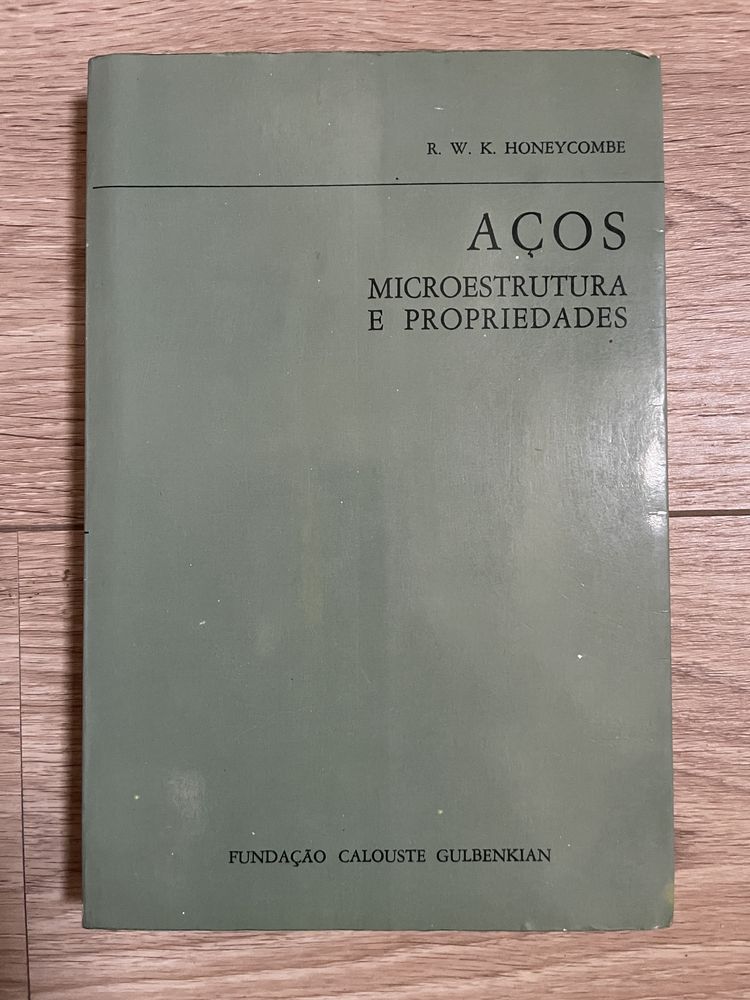 R. W. K. HONEYCOMBE
AÇOS
MICROESTRUTURA
E PROPRIEDADES
FUNDAÇÃO CALOUSTE GULBENKIAN